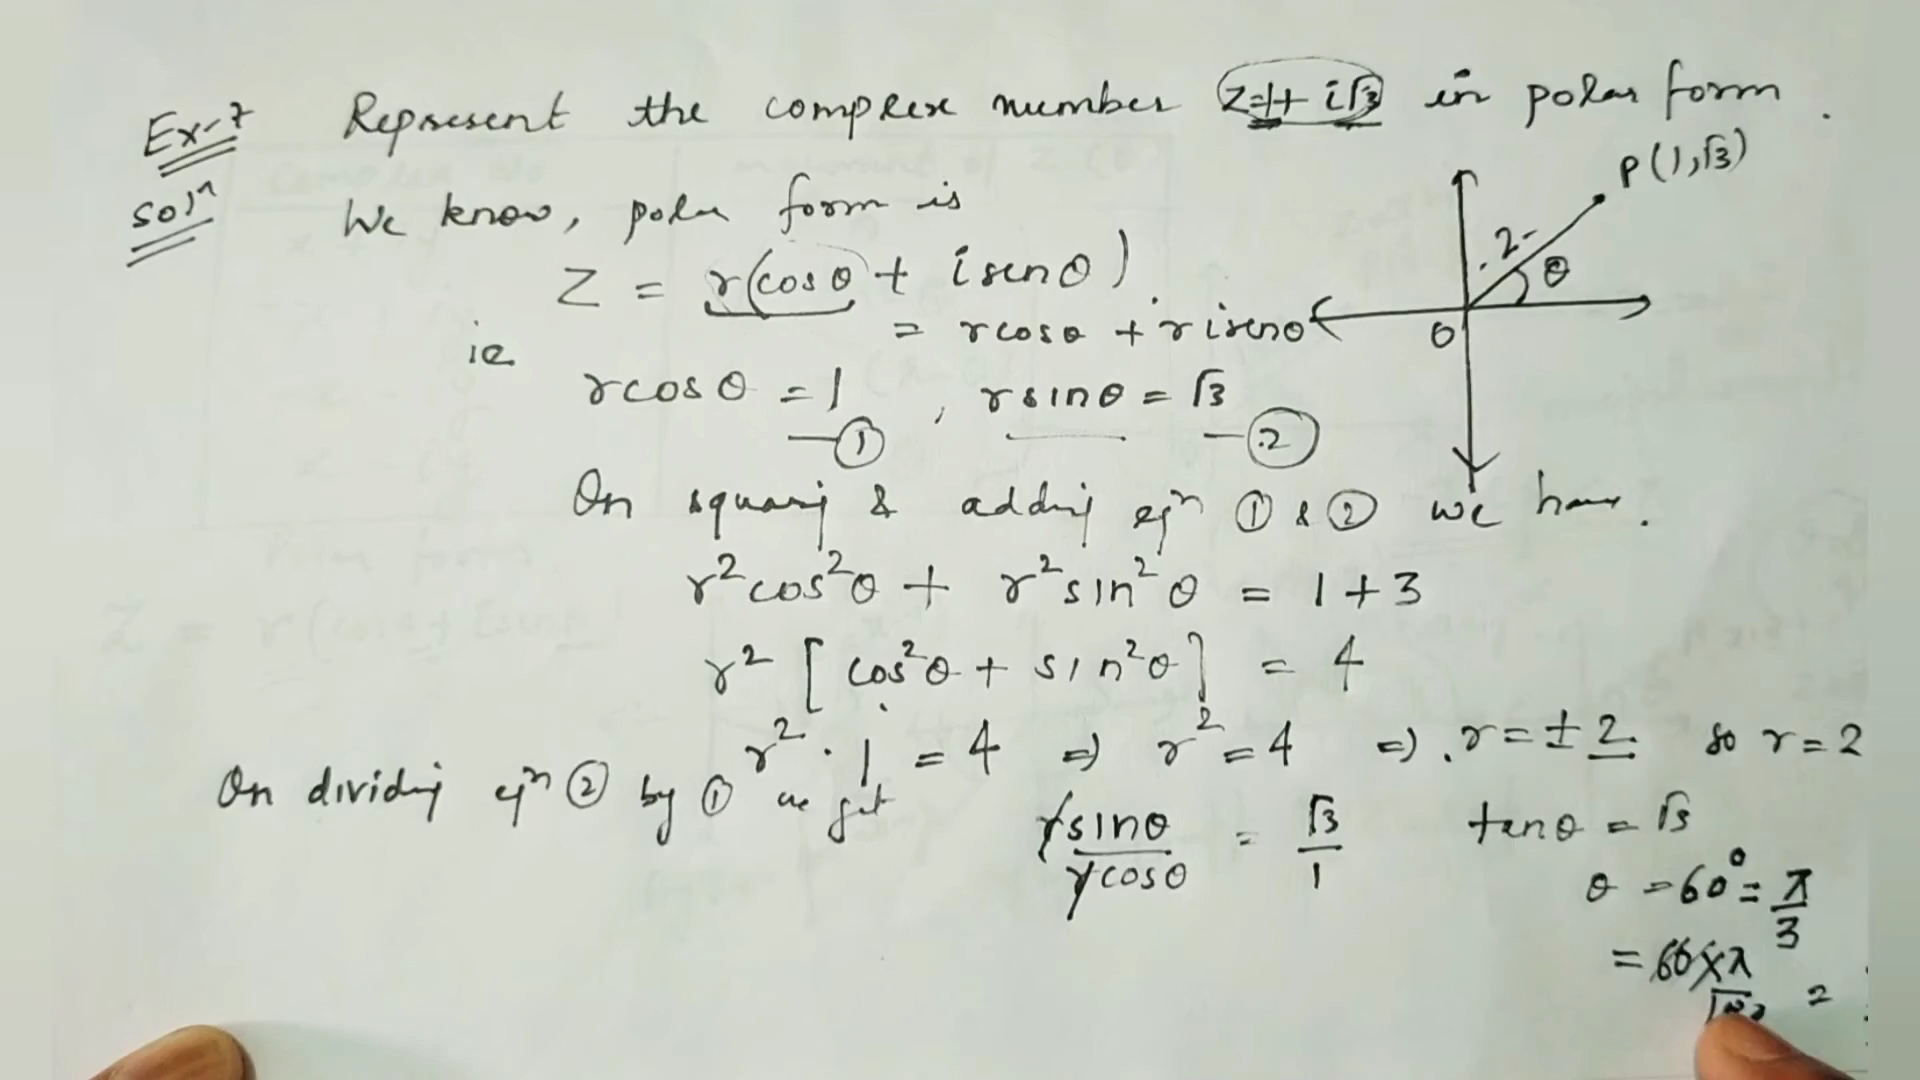 Ex-7 Represent the complex number z=1+i√3 in polar form.
Solⁿ We know, polar form is
P(1,√3)
2
θ
O
Z = r(cosθ + isinθ)
= rcosθ + r isinθ
ie
rcosθ = 1, rsinθ = √3
—① —②
On squaring & adding eqⁿ ① & ② we have.
r²cos²θ + r²sin²θ = 1+3
r² [cos²θ + sin²θ] = 4
r² · 1 = 4 ⇒ r² = 4 ⇒ r = ±2 so r = 2
On dividing eqⁿ ② by ① we get
rsinθ/rcosθ = √3/1 tanθ = √3
θ = 60° = π/3
= 60×π
=